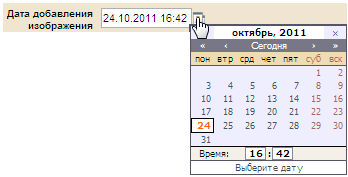 Дата добавления
изображения
24.10.2011 16:42
октябрь, 2011 ×
« ‹ Сегодня › »
пон втр срд чет пят суб вск
1 2
3 4 5 6 7 8 9
10 11 12 13 14 15 16
17 18 19 20 21 22 23
24 25 26 27 28 29 30
31
Время: 16 : 42
Выберите дату